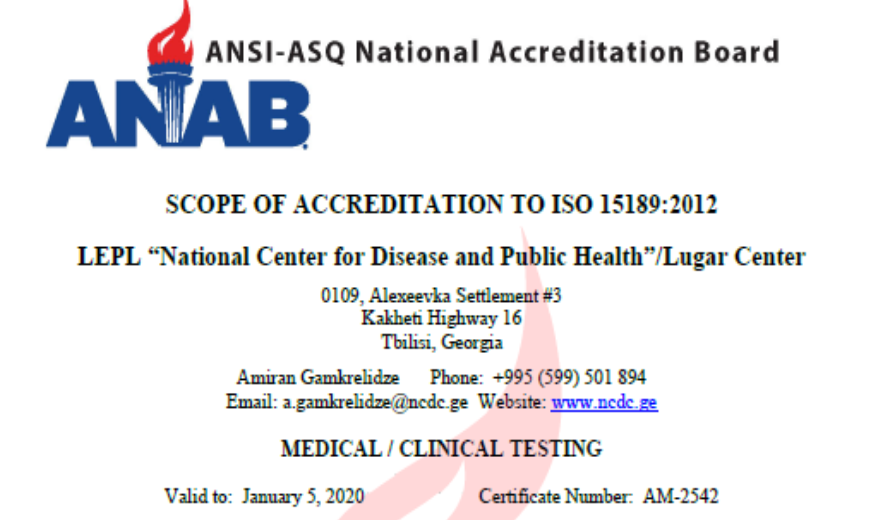 ANSI-ASQ National Accreditation Board
ANAB
SCOPE OF ACCREDITATION TO ISO 15189:2012
LEPL “National Center for Disease and Public Health”/Lugar Center
0109, Alexeevka Settlement #3
Kakheti Highway 16
Tbilisi, Georgia
Amiran Gamkrelidze Phone: +995 (599) 501 894
Email: a.gamkrelidze@ncdc.ge Website: www.ncdc.ge
MEDICAL / CLINICAL TESTING
Valid to: January 5, 2020 Certificate Number: AM-2542